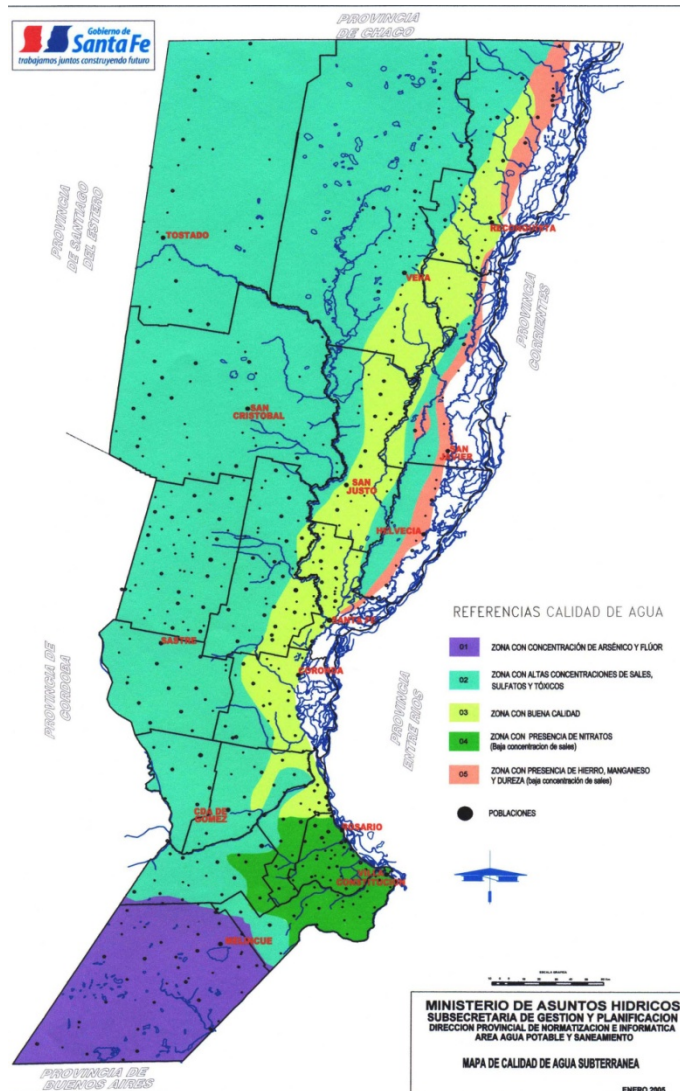 Gobierno de
Santa Fe
trabajamos juntos construyendo futuro
PROVINCIA
DE CHACO
PROVINCIA
DE SANTIAGO
DEL ESTERO
TOSTADO
RECONQUISTA
VERA
PROVINCIA
CORRIENTES
SAN
CRISTOBAL
SAN
JAVIER
SAN
JUSTO
HELVECIA
SANTA FE
SASTRE
PROVINCIA DE
CORDOBA
CORONDA
PROVINCIA
ENTRE RIOS
CDA DE
GOMEZ
ROSARIO
VILLA
CONSTITUCION
MELINCUE
PROVINCIA DE
BUENOS AIRES
REFERENCIAS CALIDAD DE AGUA
01 ZONA CON CONCENTRACIÓN DE ARSÉNICO Y FLÚOR
02 ZONA CON ALTAS CONCENTRACIONES DE SALES,
SULFATOS Y TÓXICOS
03 ZONA CON BUENA CALIDAD
04 ZONA CON PRESENCIA DE NITRATOS
(Baja concentracion de sales)
05 ZONA CON PRESENCIA DE HIERRO, MANGANESO
Y DUREZA (baja concentración de sales)
POBLACIONES
ESCALA GRAFICA
MINISTERIO DE ASUNTOS HIDRICOS
SUBSECRETARIA DE GESTION Y PLANIFICACION
DIRECCION PROVINCIAL DE NORMATIZACION E INFORMATICA
AREA AGUA POTABLE Y SANEAMIENTO
MAPA DE CALIDAD DE AGUA SUBTERRANEA
ENERO 2005